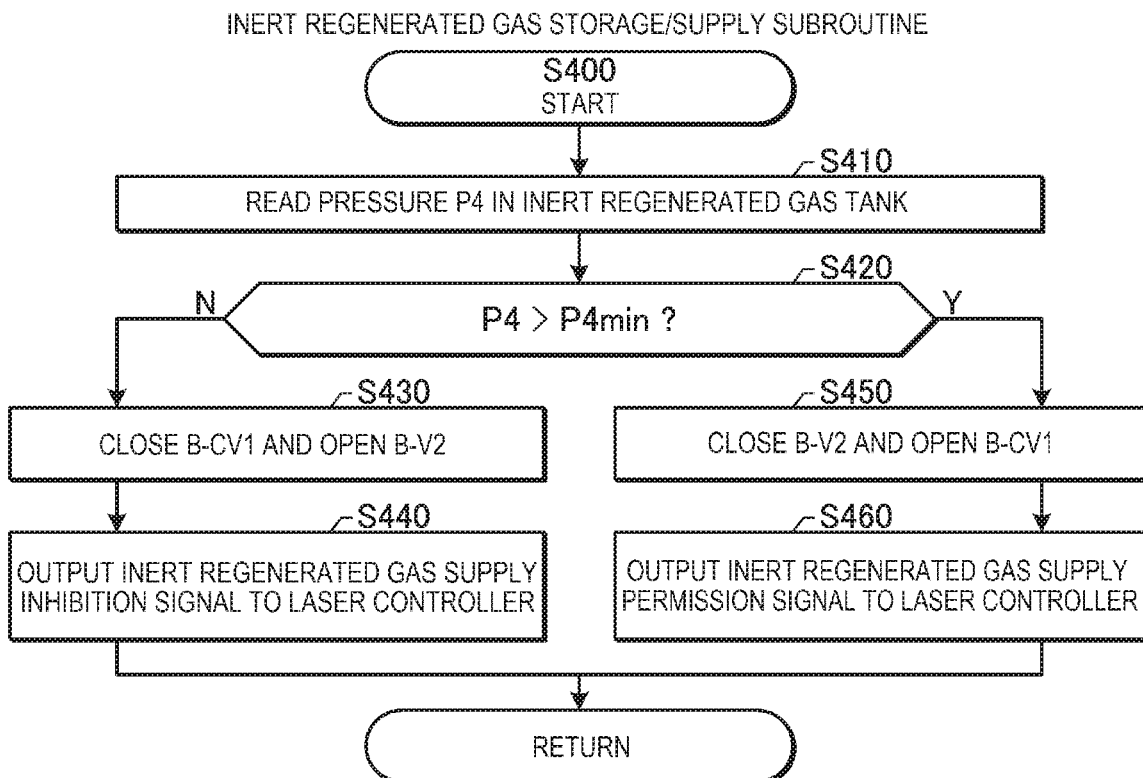 INERT REGENERATED GAS STORAGE/SUPPLY SUBROUTINE
S400
START
S410
READ PRESSURE P4 IN INERT REGENERATED GAS TANK
S420
N
P4 > P4min ?
Y
S430
CLOSE B-CV1 AND OPEN B-V2
S450
CLOSE B-V2 AND OPEN B-CV1
S440
OUTPUT INERT REGENERATED GAS SUPPLY
INHIBITION SIGNAL TO LASER CONTROLLER
S460
OUTPUT INERT REGENERATED GAS SUPPLY
PERMISSION SIGNAL TO LASER CONTROLLER
RETURN